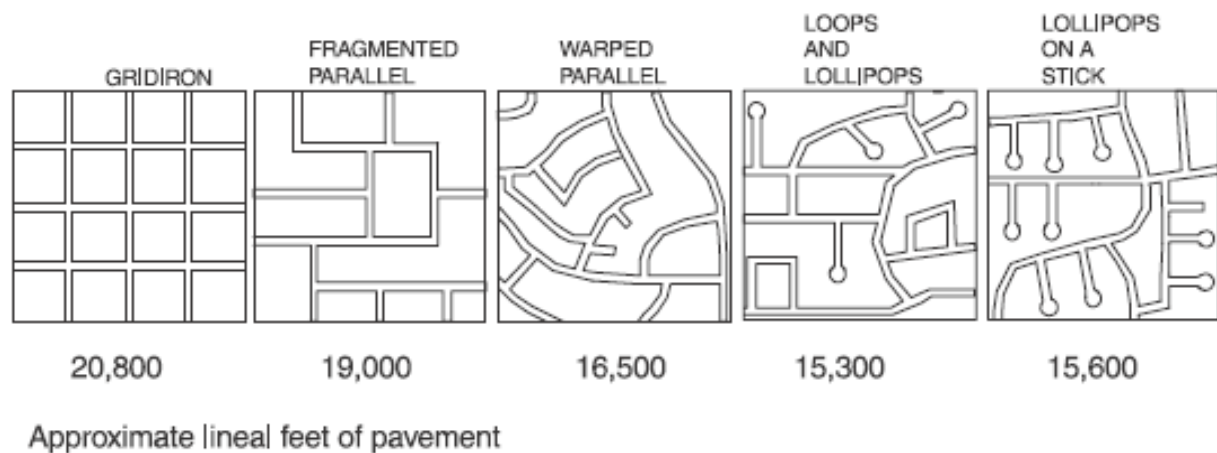 GRIDIRON
FRAGMENTED
PARALLEL
WARPED
PARALLEL
LOOPS
AND
LOLLIPOPS
LOLLIPOPS
ON A
STICK
20,800
19,000
16,500
15,300
15,600
Approximate lineal feet of pavement